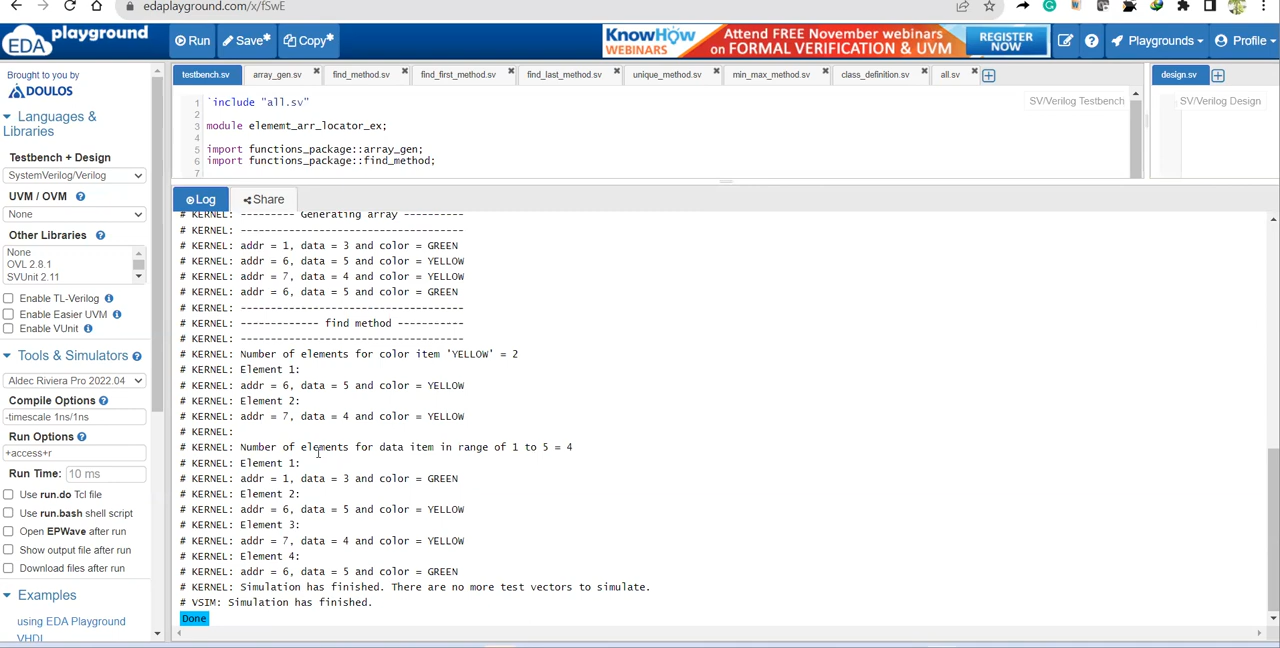 edaplayground.com/x/fSwE
EDA playground
Run
Save*
Copy*
KnowHow WEBINARS
Attend FREE November webinars
on FORMAL VERIFICATION & UVM
REGISTER NOW
Playgrounds
Profile
Brought to you by
DOULOS
Languages & Libraries
Testbench + Design
SystemVerilog/Verilog
UVM / OVM
None
Other Libraries
None
OVL 2.8.1
SVUnit 2.11
Enable TL-Verilog
Enable Easier UVM
Enable VUnit
Tools & Simulators
Aldec Riviera Pro 2022.04
Compile Options
-timescale 1ns/1ns
Run Options
+access+r
Run Time: 10 ms
Use run.do Tcl file
Use run.bash shell script
Open EPWave after run
Show output file after run
Download files after run
Examples
using EDA Playground
VHDL
testbench.sv
array_gen.sv
find_method.sv
find_first_method.sv
find_last_method.sv
unique_method.sv
min_max_method.sv
class_definition.sv
all.sv
design.sv
1 `include "all.sv"
2
3 module elememt_arr_locator_ex;
4
5 import functions_package::array_gen;
6 import functions_package::find_method;
7
SV/Verilog Testbench
SV/Verilog Design
Log
Share
# KERNEL: --------- Generating array ----------
# KERNEL: -------------------------------------
# KERNEL: addr = 1, data = 3 and color = GREEN
# KERNEL: addr = 6, data = 5 and color = YELLOW
# KERNEL: addr = 7, data = 4 and color = YELLOW
# KERNEL: addr = 6, data = 5 and color = GREEN
# KERNEL: -------------------------------------
# KERNEL: ------------- find method -----------
# KERNEL: -------------------------------------
# KERNEL: Number of elements for color item 'YELLOW' = 2
# KERNEL: Element 1:
# KERNEL: addr = 6, data = 5 and color = YELLOW
# KERNEL: Element 2:
# KERNEL: addr = 7, data = 4 and color = YELLOW
# KERNEL:
# KERNEL: Number of elements for data item in range of 1 to 5 = 4
# KERNEL: Element 1:
# KERNEL: addr = 1, data = 3 and color = GREEN
# KERNEL: Element 2:
# KERNEL: addr = 6, data = 5 and color = YELLOW
# KERNEL: Element 3:
# KERNEL: addr = 7, data = 4 and color = YELLOW
# KERNEL: Element 4:
# KERNEL: addr = 6, data = 5 and color = GREEN
# KERNEL: Simulation has finished. There are no more test vectors to simulate.
# VSIM: Simulation has finished.
Done